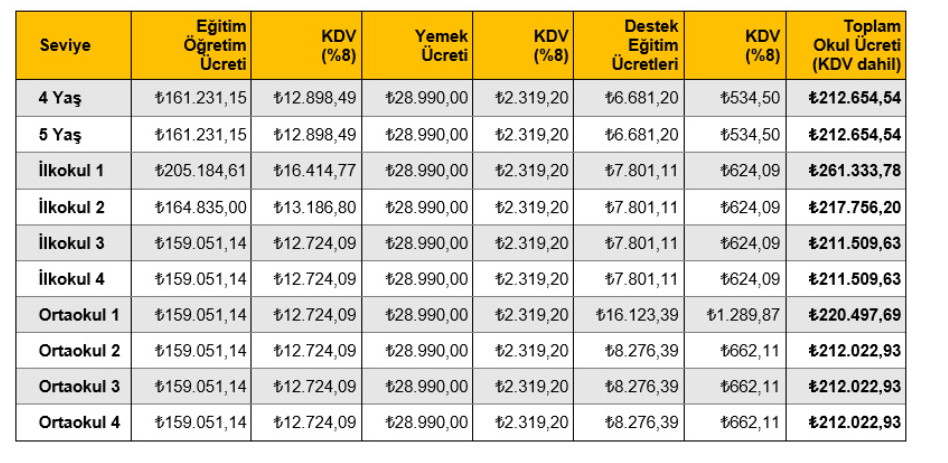 Seviye Eğitim Öğretim Ücreti KDV (%8) Yemek Ücreti KDV (%8) Destek Eğitim Ücretleri KDV (%8) Toplam Okul Ücreti (KDV dahil)
4 Yaş ₺161.231,15 ₺12.898,49 ₺28.990,00 ₺2.319,20 ₺6.681,20 ₺534,50 ₺212.654,54
5 Yaş ₺161.231,15 ₺12.898,49 ₺28.990,00 ₺2.319,20 ₺6.681,20 ₺534,50 ₺212.654,54
İlkokul 1 ₺205.184,61 ₺16.414,77 ₺28.990,00 ₺2.319,20 ₺7.801,11 ₺624,09 ₺261.333,78
İlkokul 2 ₺164.835,00 ₺13.186,80 ₺28.990,00 ₺2.319,20 ₺7.801,11 ₺624,09 ₺217.756,20
İlkokul 3 ₺159.051,14 ₺12.724,09 ₺28.990,00 ₺2.319,20 ₺7.801,11 ₺624,09 ₺211.509,63
İlkokul 4 ₺159.051,14 ₺12.724,09 ₺28.990,00 ₺2.319,20 ₺7.801,11 ₺624,09 ₺211.509,63
Ortaokul 1 ₺159.051,14 ₺12.724,09 ₺28.990,00 ₺2.319,20 ₺16.123,39 ₺1.289,87 ₺220.497,69
Ortaokul 2 ₺159.051,14 ₺12.724,09 ₺28.990,00 ₺2.319,20 ₺8.276,39 ₺662,11 ₺212.022,93
Ortaokul 3 ₺159.051,14 ₺12.724,09 ₺28.990,00 ₺2.319,20 ₺8.276,39 ₺662,11 ₺212.022,93
Ortaokul 4 ₺159.051,14 ₺12.724,09 ₺28.990,00 ₺2.319,20 ₺8.276,39 ₺662,11 ₺212.022,93